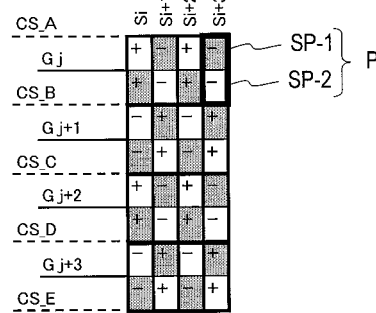 Si Si+1 Si+2 Si+3
CS_A
+ − + − SP-1
Gj P
+ − + − SP-2
CS_B
− + − +
Gj+1
− + − +
CS_C
+ − + −
Gj+2
+ − + −
CS_D
− + − +
Gj+3
− + − +
CS_E